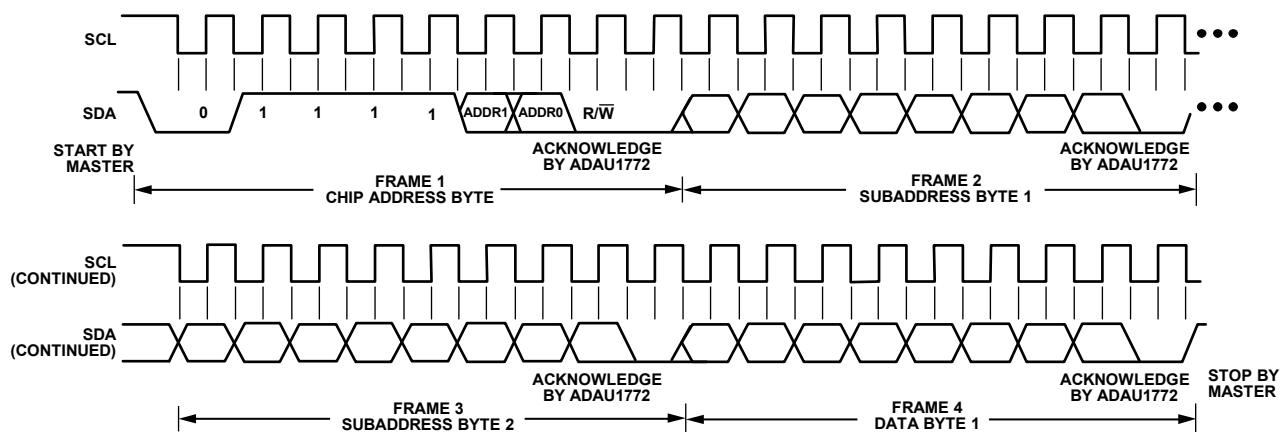 SCL
SDA
0 1 1 1 1 ADDR1 ADDR0 R/W̅
START BY
MASTER
ACKNOWLEDGE
BY ADAU1772
ACKNOWLEDGE
BY ADAU1772
FRAME 1
CHIP ADDRESS BYTE
FRAME 2
SUBADDRESS BYTE 1
SCL
(CONTINUED)
SDA
(CONTINUED)
ACKNOWLEDGE
BY ADAU1772
ACKNOWLEDGE
BY ADAU1772
STOP BY
MASTER
FRAME 3
SUBADDRESS BYTE 2
FRAME 4
DATA BYTE 1